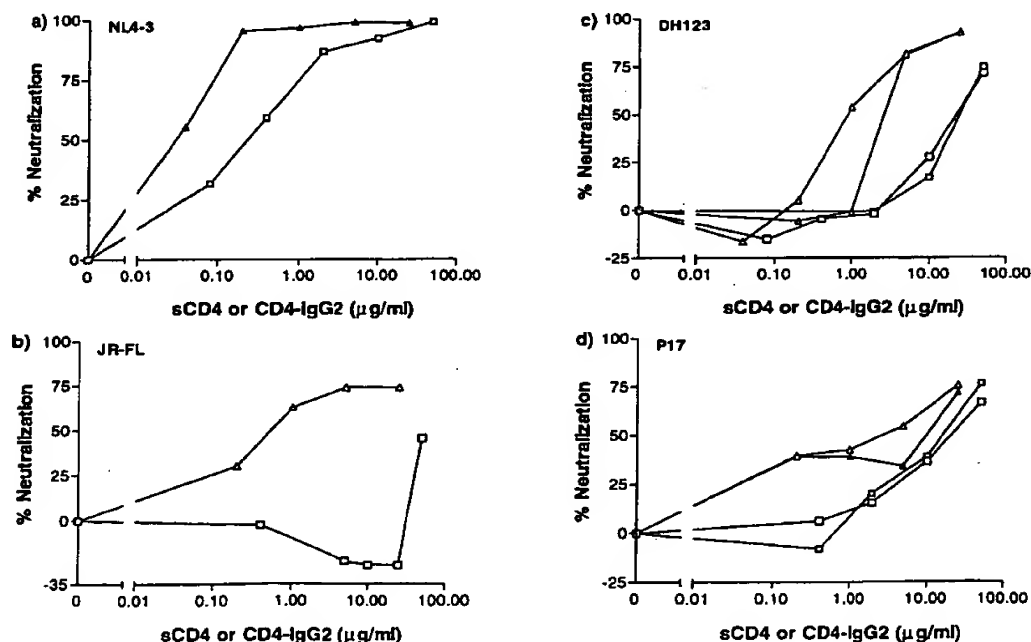 a) NL4-3
% Neutralization
100
75
50
25
0
0 0.01 0.10 1.00 10.00 100.00
sCD4 or CD4-IgG2 (μg/ml)
b) JR-FL
% Neutralization
100
75
50
25
0
-35
0 0.01 0.10 1.00 10.00 100.00
sCD4 or CD4-IgG2 (μg/ml)
c) DH123
% Neutralization
100
75
50
25
0
-25
0 0.01 0.10 1.00 10.00 100.00
sCD4 or CD4-IgG2 (μg/ml)
d) P17
% Neutralization
100
75
50
25
0
-25
0 0.01 0.10 1.00 10.00 100.00
sCD4 or CD4-IgG2 (μg/ml)